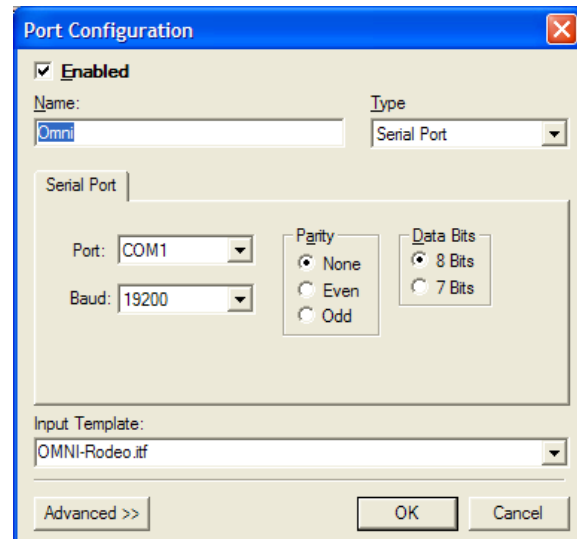 Port Configuration
Enabled
Name:
Type
Omni
Serial Port
Serial Port
Port: COM1
Baud: 19200
Parity
None
Even
Odd
Data Bits
8 Bits
7 Bits
Input Template:
OMNI-Rodeo.itf
Advanced >>
OK
Cancel